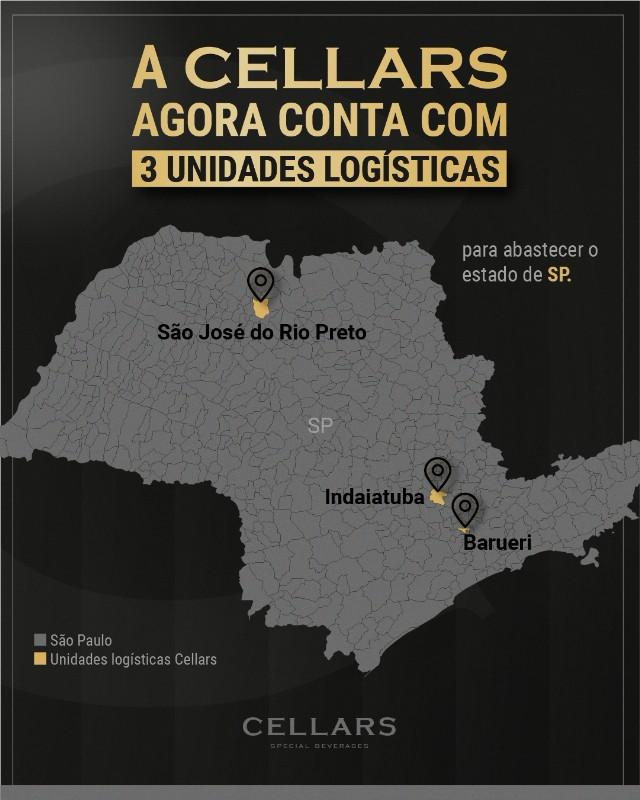 A CELLARS
AGORA CONTA COM
3 UNIDADES LOGÍSTICAS
para abastecer o
estado de SP.
São José do Rio Preto
SP
Indaiatuba
Barueri
São Paulo
Unidades logísticas Cellars
CELLARS
SPECIAL BEVERAGES